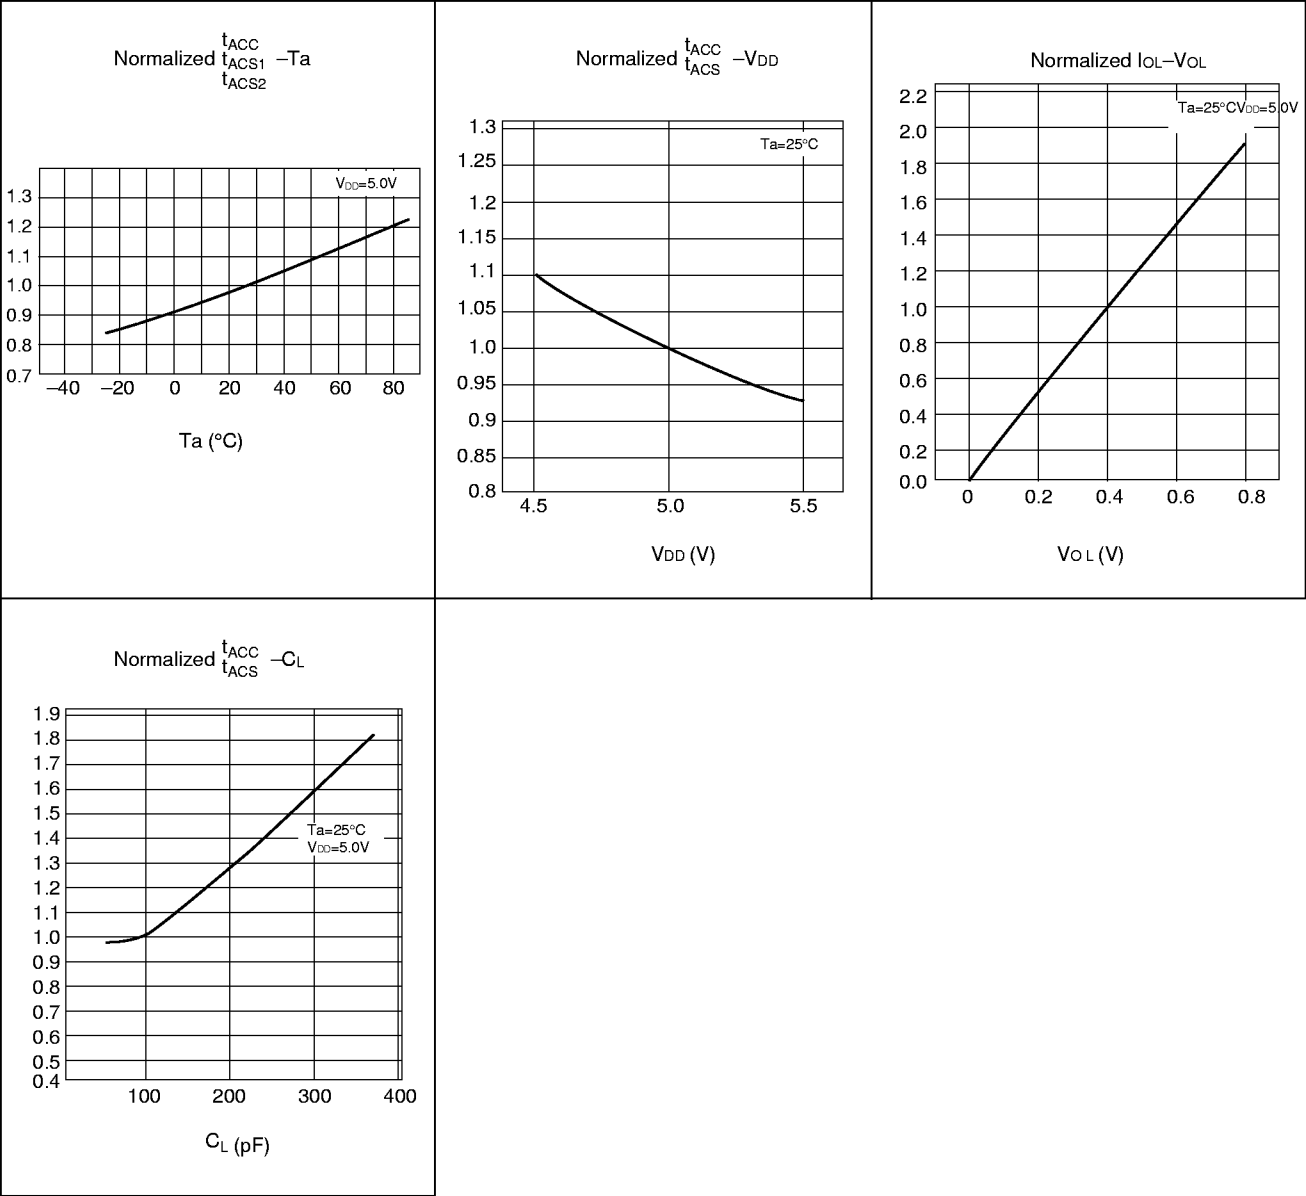 tACC
Normalized tACS1 –Ta
tACS2
VDD=5.0V
1.3
1.2
1.1
1.0
0.9
0.8
0.7
–40 –20 0 20 40 60 80
Ta (°C)
Normalized tACC –VDD
tACS
Ta=25°C
1.3
1.25
1.2
1.15
1.1
1.05
1.0
0.95
0.9
0.85
0.8
4.5 5.0 5.5
VDD (V)
Normalized IOL–VOL
Ta=25°CVDD=5.0V
2.2
2.0
1.8
1.6
1.4
1.2
1.0
0.8
0.6
0.4
0.2
0.0
0 0.2 0.4 0.6 0.8
VOL (V)
Normalized tACC –CL
tACS
1.9
1.8
1.7
1.6
1.5
1.4
Ta=25°C
VDD=5.0V
1.3
1.2
1.1
1.0
0.9
0.8
0.7
0.6
0.5
0.4
100 200 300 400
CL (pF)